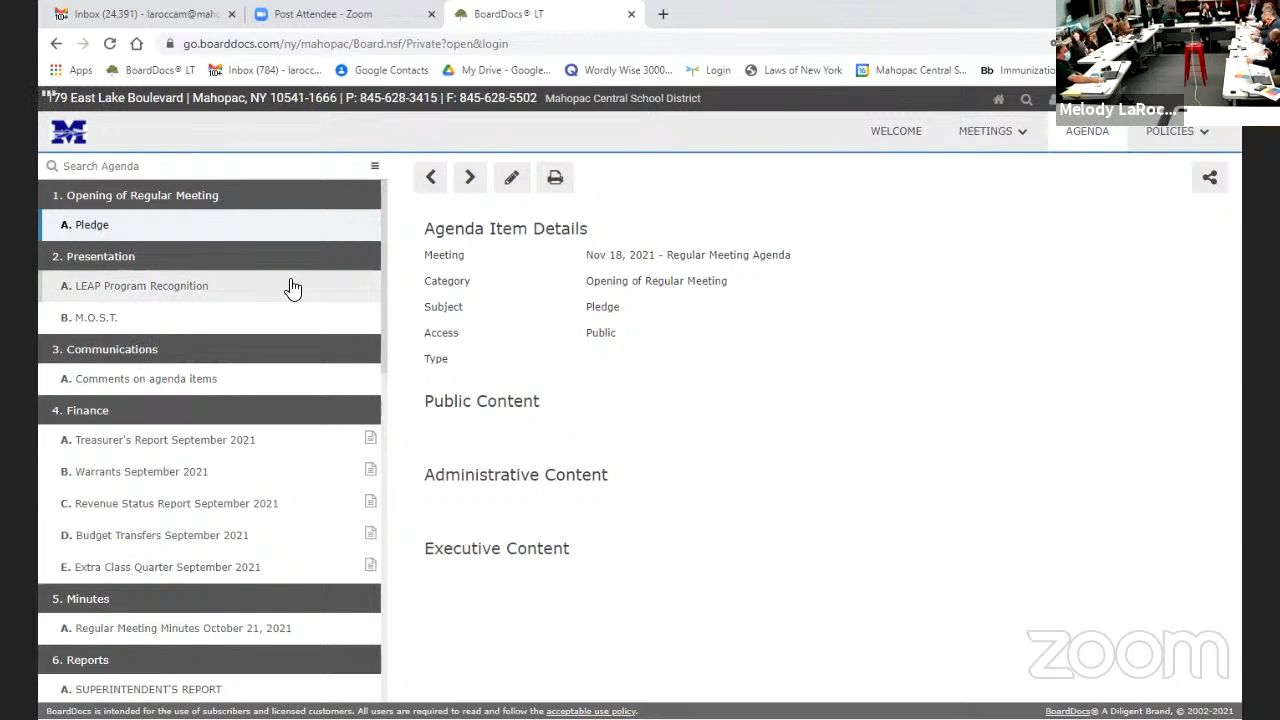 Inbox (24,391) - laroccam@mah
Post Attendee - Zoom
BoardDocs® LT
go.boarddocs.com/ny/mahopac/Board.nsf/Private?open&login
Apps
BoardDocs® LT
Inbox (784) - larocc...
Google Contacts
My Drive - Google...
Wordly Wise 3000...
Login
Laws of New York
Mahopac Central S...
Bb Immunizatio
179 East Lake Boulevard | Mahopac, NY 10541-1666 | P: 845-628-3415 | F: 845-628-5502 Mahopac Central School District
Melody LaRoc...
M
WELCOME
MEETINGS
AGENDA
POLICIES
Search Agenda
1. Opening of Regular Meeting
A. Pledge
2. Presentation
A. LEAP Program Recognition
B. M.O.S.T.
3. Communications
A. Comments on agenda items
4. Finance
A. Treasurer's Report September 2021
B. Warrants September 2021
C. Revenue Status Report September 2021
D. Budget Transfers September 2021
E. Extra Class Quarter September 2021
5. Minutes
A. Regular Meeting Minutes October 21, 2021
6. Reports
A. SUPERINTENDENT'S REPORT
Agenda Item Details
Meeting Nov 18, 2021 - Regular Meeting Agenda
Category Opening of Regular Meeting
Subject Pledge
Access Public
Type
Public Content
Administrative Content
Executive Content
zoom
BoardDocs is intended for the use of subscribers and licensed customers. All users are required to read and follow the acceptable use policy.
BoardDocs® A Diligent Brand, © 2002-2021